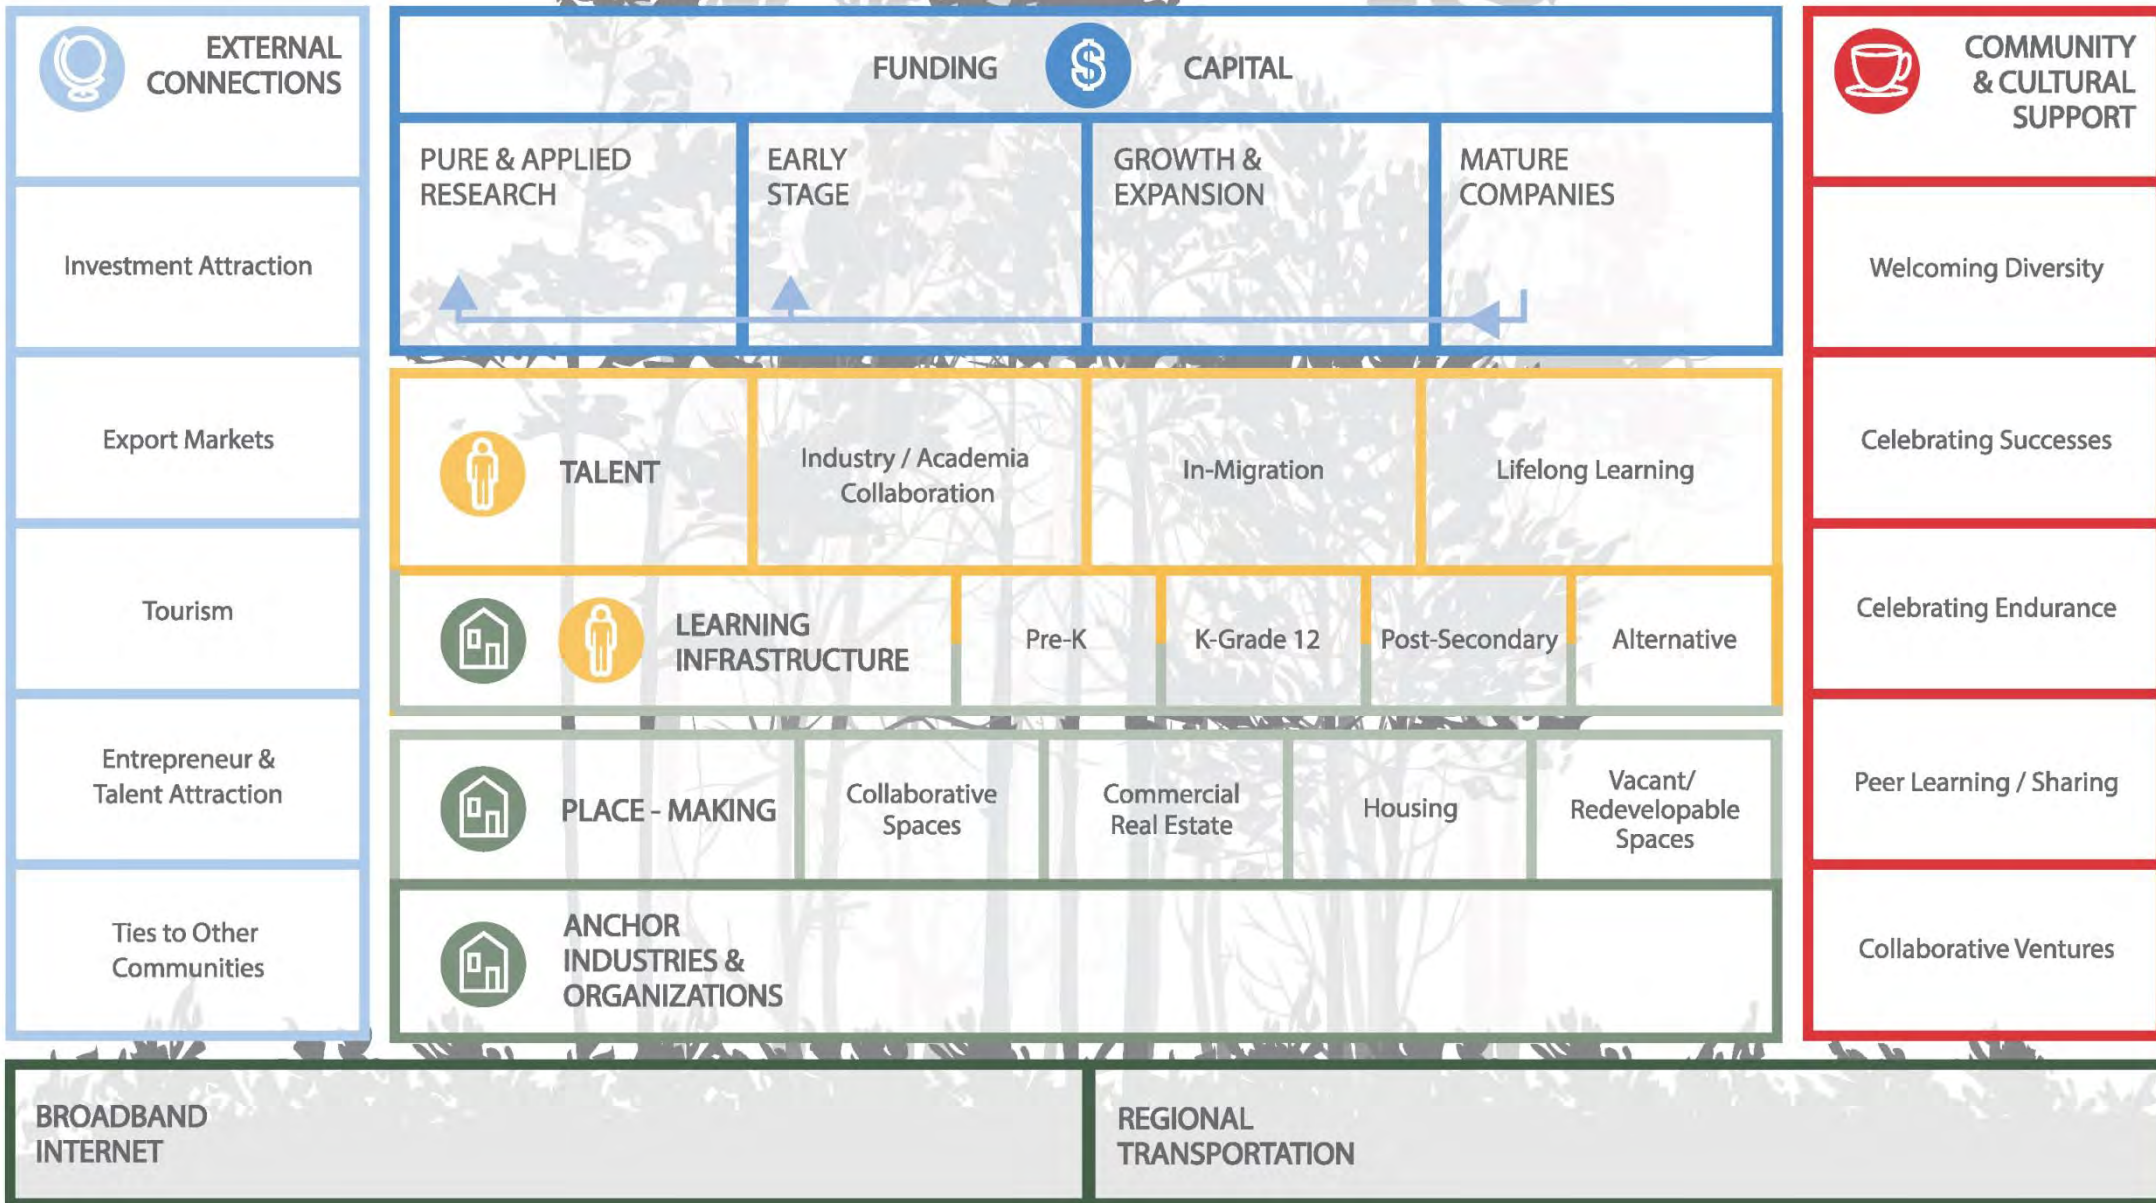 EXTERNAL
CONNECTIONS
Investment Attraction
Export Markets
Tourism
Entrepreneur &
Talent Attraction
Ties to Other
Communities
FUNDING $ CAPITAL
PURE & APPLIED
RESEARCH
EARLY
STAGE
GROWTH &
EXPANSION
MATURE
COMPANIES
TALENT
Industry / Academia
Collaboration
In-Migration
Lifelong Learning
LEARNING
INFRASTRUCTURE
Pre-K
K-Grade 12
Post-Secondary
Alternative
PLACE - MAKING
Collaborative
Spaces
Commercial
Real Estate
Housing
Vacant/
Redevelopable
Spaces
ANCHOR
INDUSTRIES &
ORGANIZATIONS
COMMUNITY
& CULTURAL
SUPPORT
Welcoming Diversity
Celebrating Successes
Celebrating Endurance
Peer Learning / Sharing
Collaborative Ventures
BROADBAND
INTERNET
REGIONAL
TRANSPORTATION